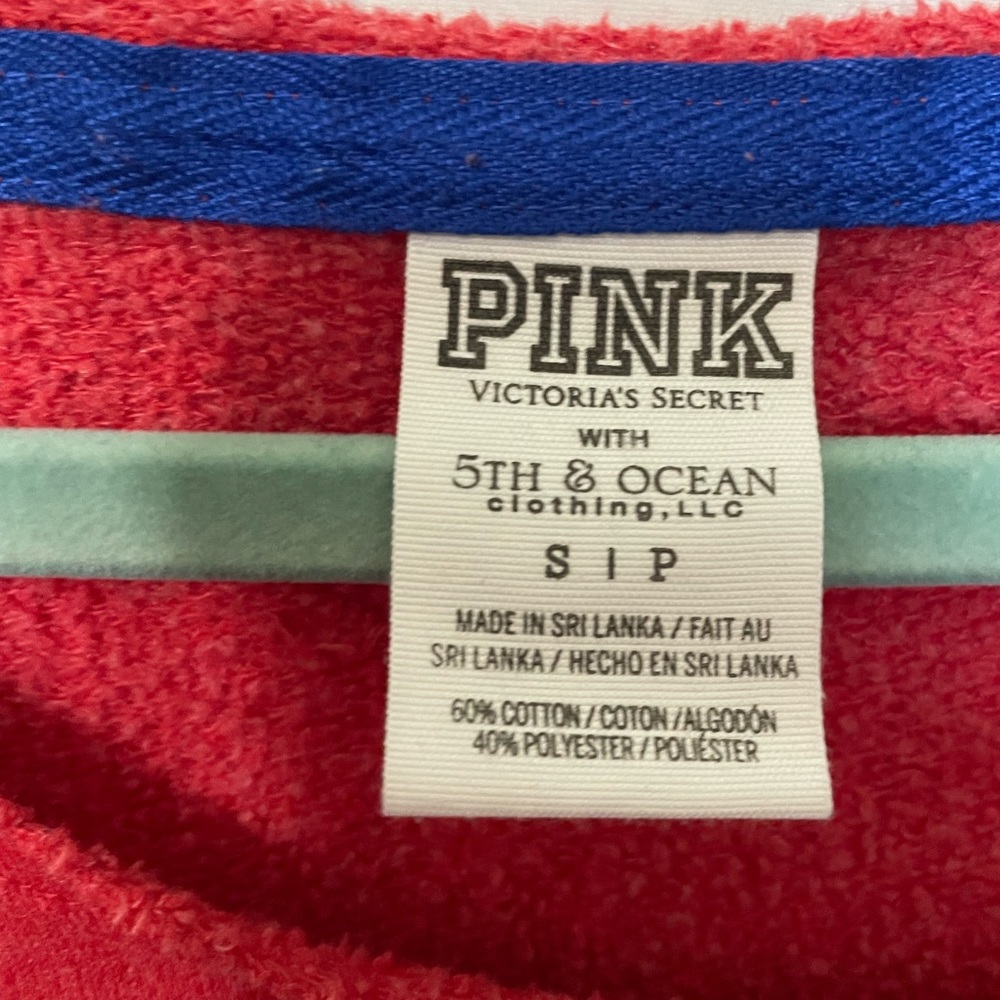 PINK
VICTORIA'S SECRET
WITH
5TH & OCEAN
clothing, LLC
S | P
MADE IN SRI LANKA / FAIT AU
SRI LANKA / HECHO EN SRI LANKA
60% COTTON / COTON / ALGODÓN
40% POLYESTER / POLIÉSTER